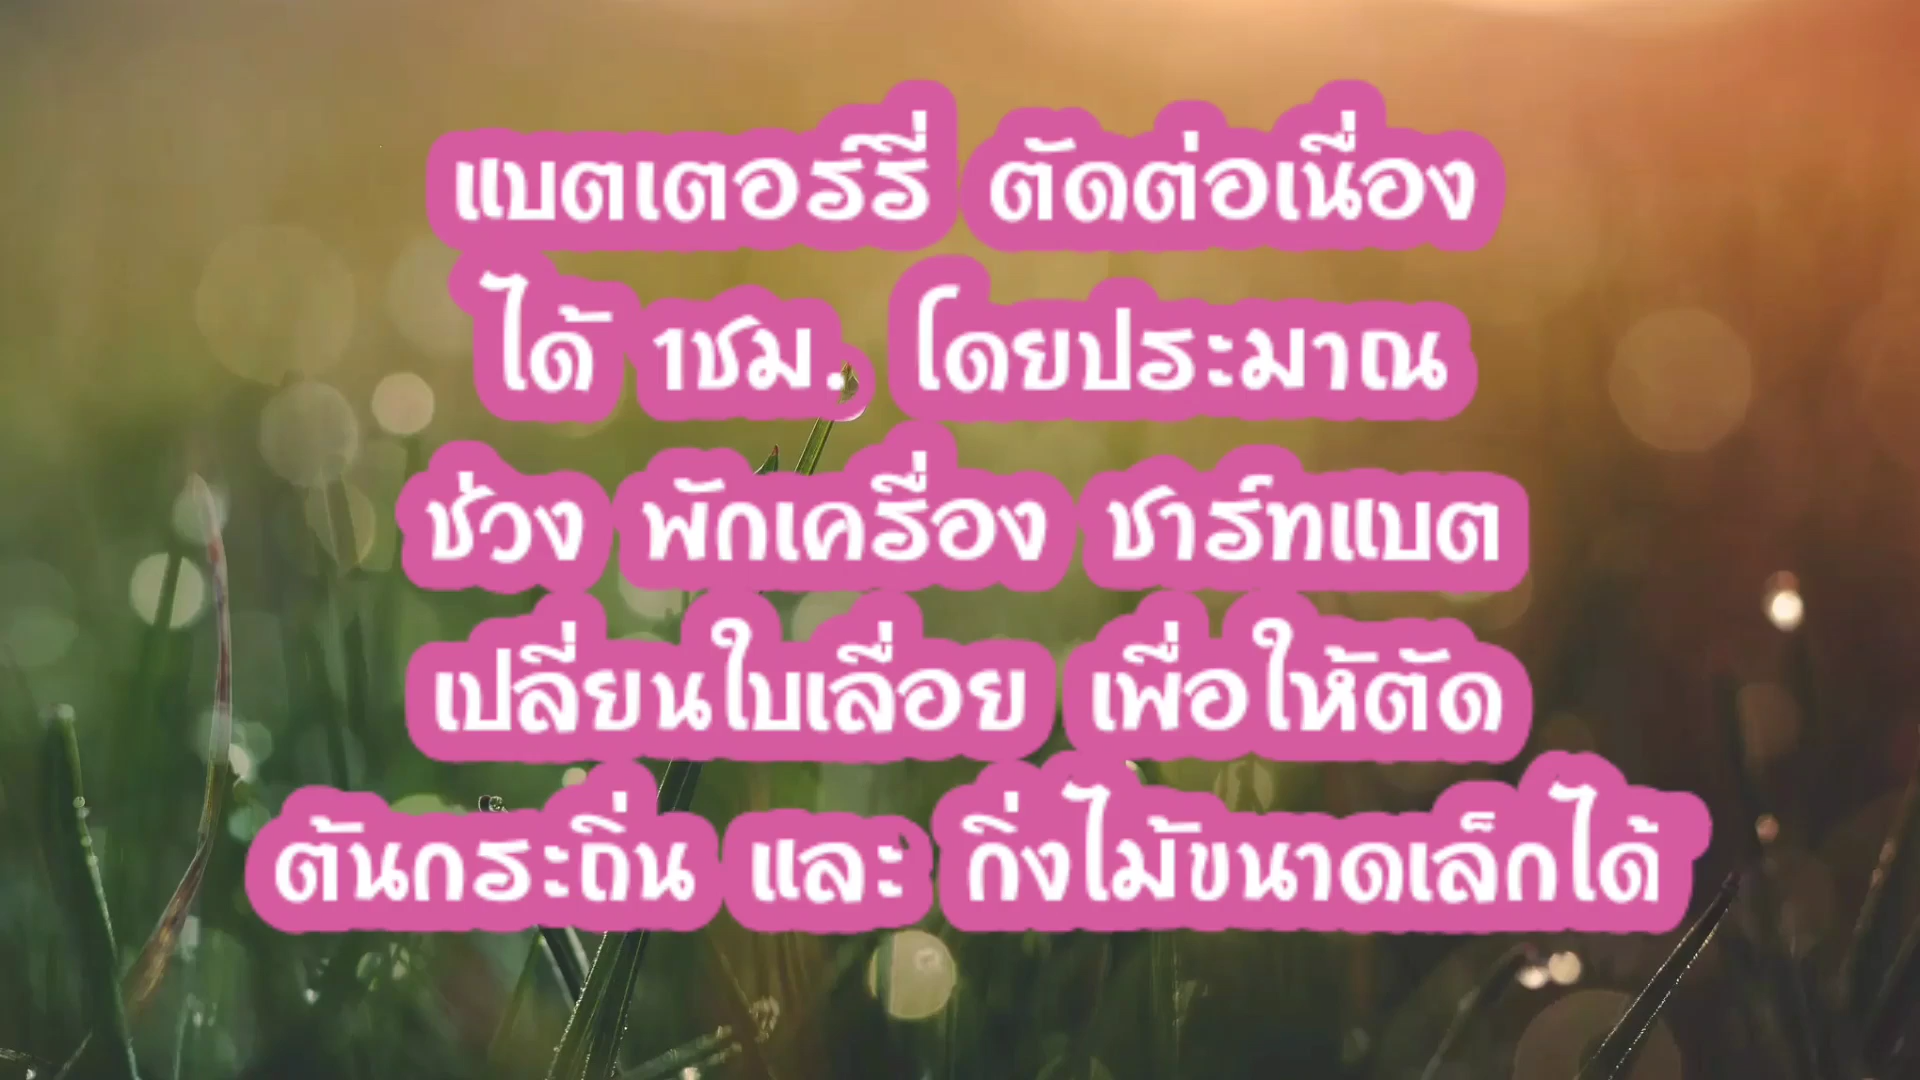 แบตเตอร์รี่ ตัดต่อเนื่อง
ได้ 1ชม. โดยประมาณ
ช่วง พักเครื่อง ชาร์ทแบต
เปลี่ยนใบเลื่อย เพื่อให้ตัด
ต้นกระถิ่น และ กิ่งไม้ขนาดเล็กได้